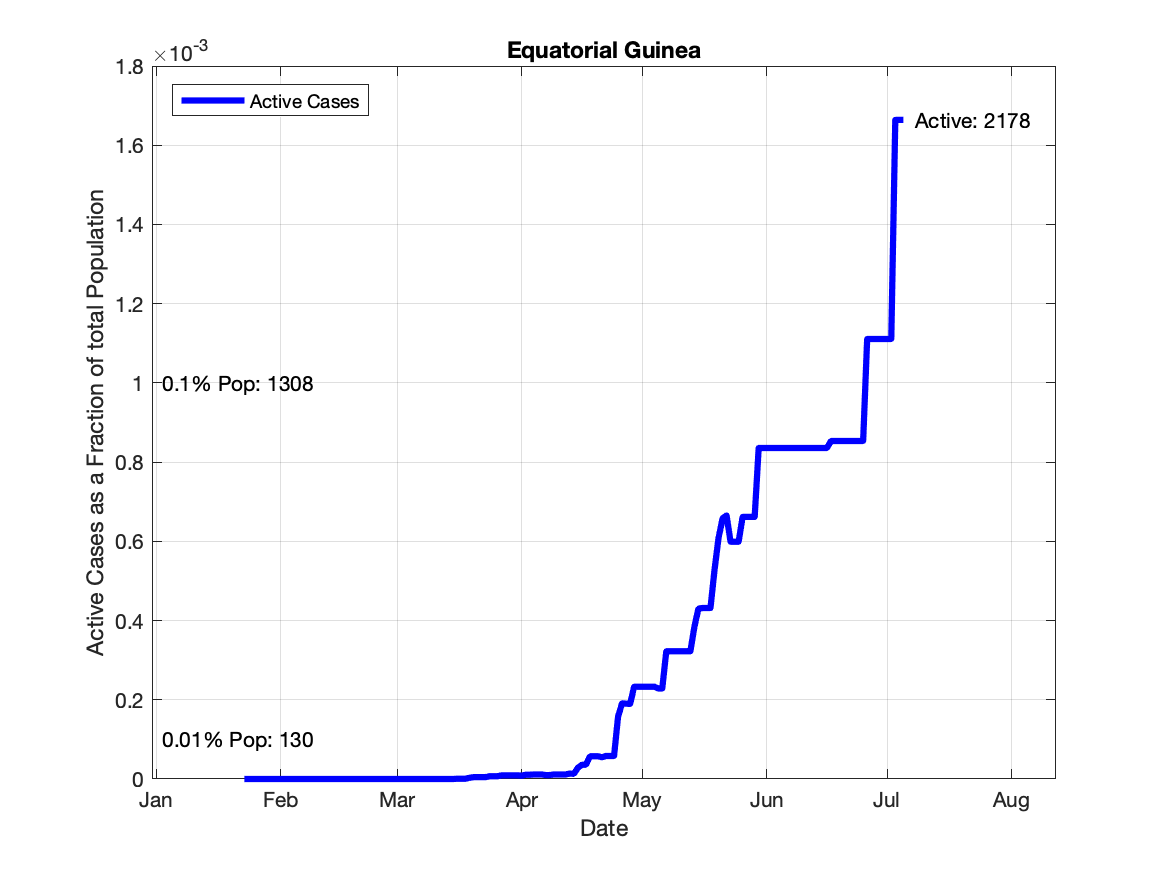 Equatorial Guinea
×10-3
Active Cases
Active: 2178
0.1% Pop: 1308
0.01% Pop: 130
Active Cases as a Fraction of total Population
1.8
1.6
1.4
1.2
1
0.8
0.6
0.4
0.2
0
Jan Feb Mar Apr May Jun Jul Aug
Date